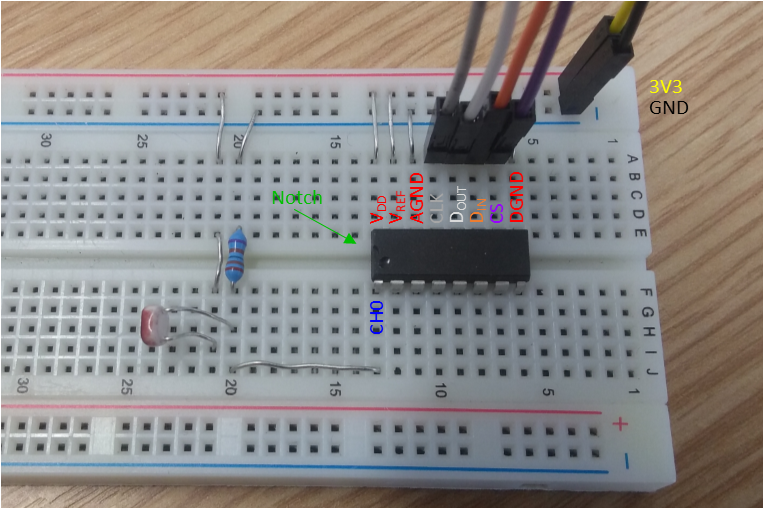 3V3
GND
−
30
25
20
15
5
1
A
B
C
D
E
Notch
VDD
VREF
AGND
CLK
DOUT
DIN
CS
DGND
CH0
F
G
H
I
J
30
25
20
15
10
5
1
+
−